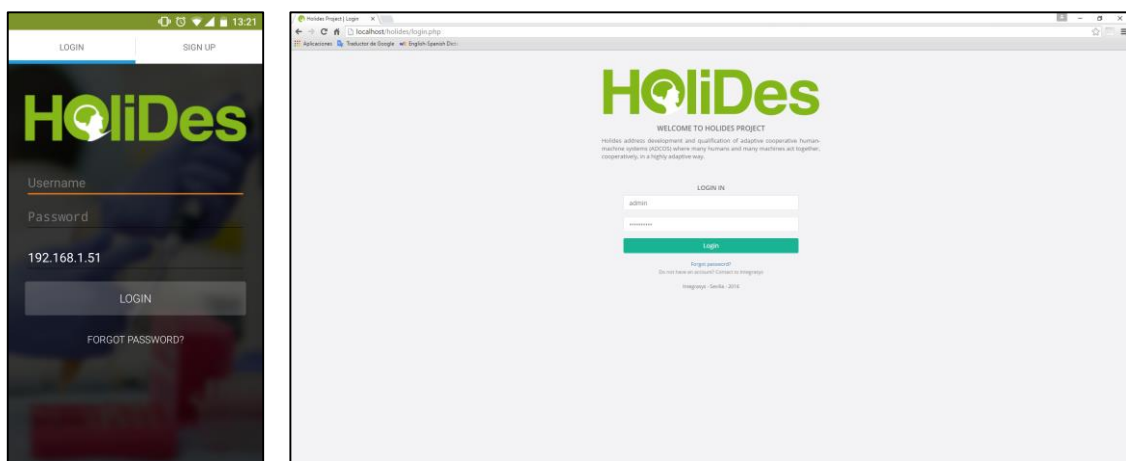 13:21
LOGIN SIGN UP
HoliDes
Username
Password
192.168.1.51
LOGIN
FORGOT PASSWORD?
Holides Project | Login
localhost/holides/login.php
Aplicaciones Traductor de Google English-Spanish Dict
HoliDes
WELCOME TO HOLIDES PROJECT
Holides address development and qualification of adaptive cooperative human-
machine systems (ADCOS) where many humans and many machines act together,
cooperatively, in a highly adaptive way.
LOGIN IN
admin
Login
Forgot password?
Do not have an account? Contact to Integrasys
Integrasys - Sevilla - 2016